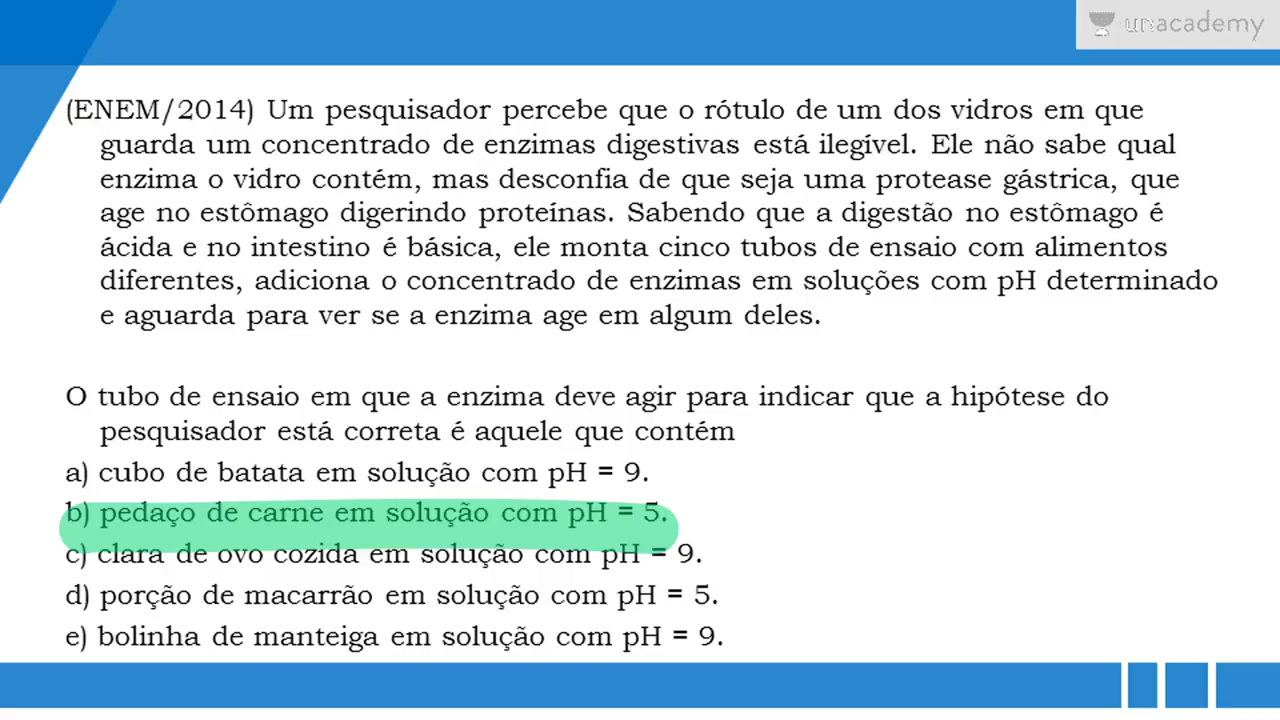 unacademy
(ENEM/2014) Um pesquisador percebe que o rótulo de um dos vidros em que
guarda um concentrado de enzimas digestivas está ilegível. Ele não sabe qual
enzima o vidro contém, mas desconfia de que seja uma protease gástrica, que
age no estômago digerindo proteínas. Sabendo que a digestão no estômago é
ácida e no intestino é básica, ele monta cinco tubos de ensaio com alimentos
diferentes, adiciona o concentrado de enzimas em soluções com pH determinado
e aguarda para ver se a enzima age em algum deles.
O tubo de ensaio em que a enzima deve agir para indicar que a hipótese do
pesquisador está correta é aquele que contém
a) cubo de batata em solução com pH = 9.
b) pedaço de carne em solução com pH = 5.
c) clara de ovo cozida em solução com pH = 9.
d) porção de macarrão em solução com pH = 5.
e) bolinha de manteiga em solução com pH = 9.